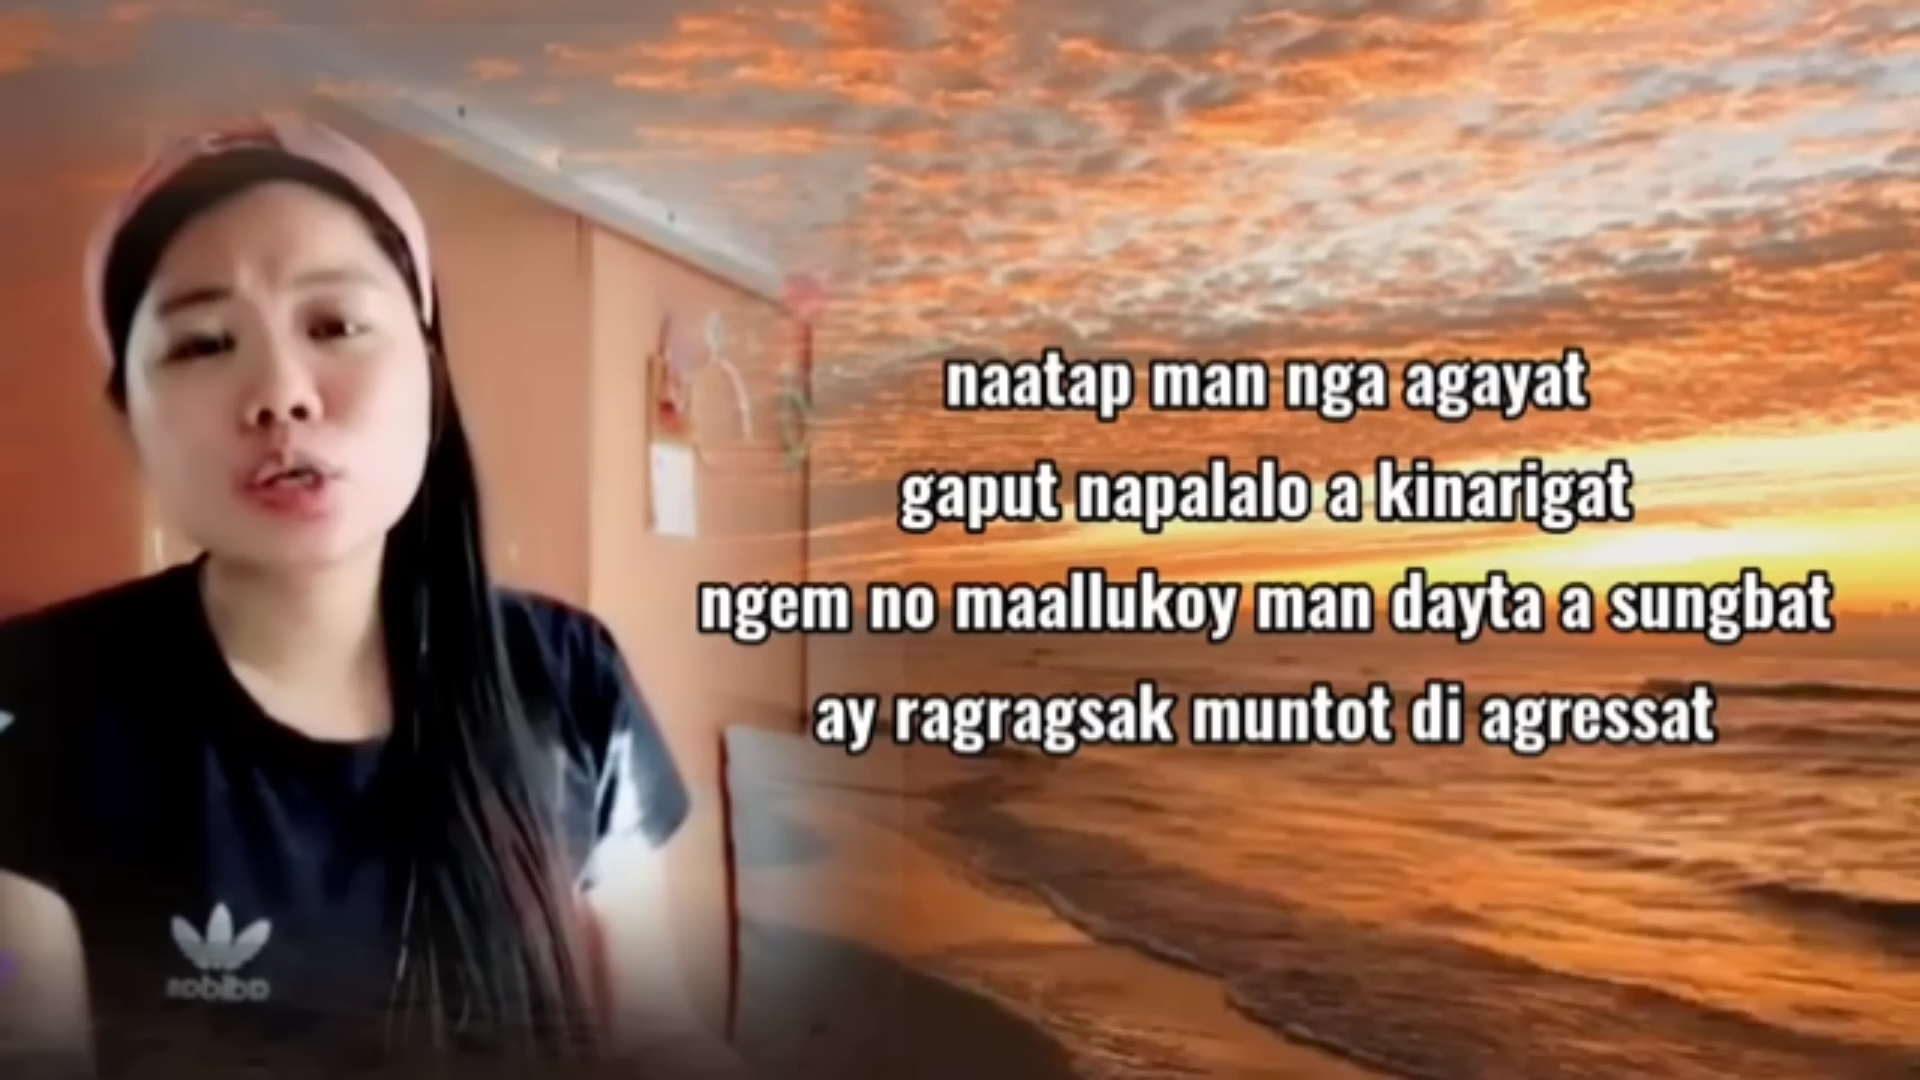 naatap man nga agayat
gaput napalalo a kinarigat
ngem no maallukoy man dayta a sungbat
ay ragragsak muntot di agressat